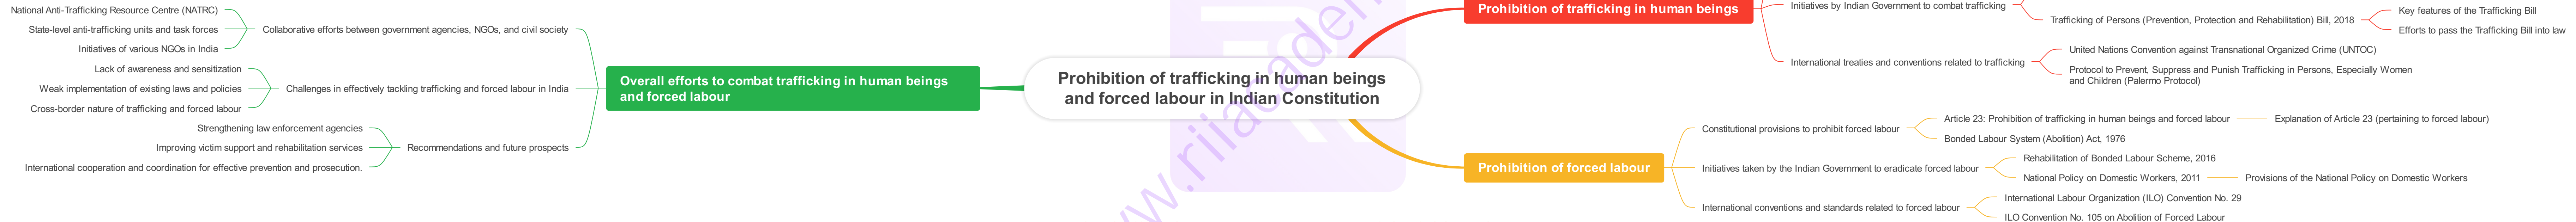 Prohibition of trafficking in human beings
and forced labour in Indian Constitution
Prohibition of trafficking in human beings
Initiatives by Indian Government to combat trafficking
Trafficking of Persons (Prevention, Protection and Rehabilitation) Bill, 2018
Key features of the Trafficking Bill
Efforts to pass the Trafficking Bill into law
International treaties and conventions related to trafficking
United Nations Convention against Transnational Organized Crime (UNTOC)
Protocol to Prevent, Suppress and Punish Trafficking in Persons, Especially Women
and Children (Palermo Protocol)
Prohibition of forced labour
Constitutional provisions to prohibit forced labour
Article 23: Prohibition of trafficking in human beings and forced labour
Explanation of Article 23 (pertaining to forced labour)
Bonded Labour System (Abolition) Act, 1976
Initiatives taken by the Indian Government to eradicate forced labour
Rehabilitation of Bonded Labour Scheme, 2016
National Policy on Domestic Workers, 2011
Provisions of the National Policy on Domestic Workers
International conventions and standards related to forced labour
International Labour Organization (ILO) Convention No. 29
ILO Convention No. 105 on Abolition of Forced Labour
Overall efforts to combat trafficking in human beings
and forced labour
Collaborative efforts between government agencies, NGOs, and civil society
National Anti-Trafficking Resource Centre (NATRC)
State-level anti-trafficking units and task forces
Initiatives of various NGOs in India
Challenges in effectively tackling trafficking and forced labour in India
Lack of awareness and sensitization
Weak implementation of existing laws and policies
Cross-border nature of trafficking and forced labour
Recommendations and future prospects
Strengthening law enforcement agencies
Improving victim support and rehabilitation services
International cooperation and coordination for effective prevention and prosecution.